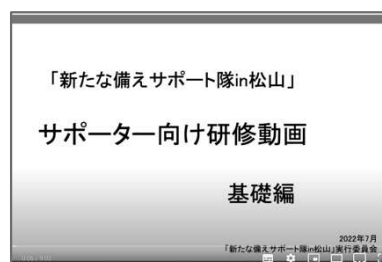 「新たな備えサポート隊in松山」
サポーター向け研修動画
基礎編
2022年7月
「新たな備えサポート隊in松山」実行委員会